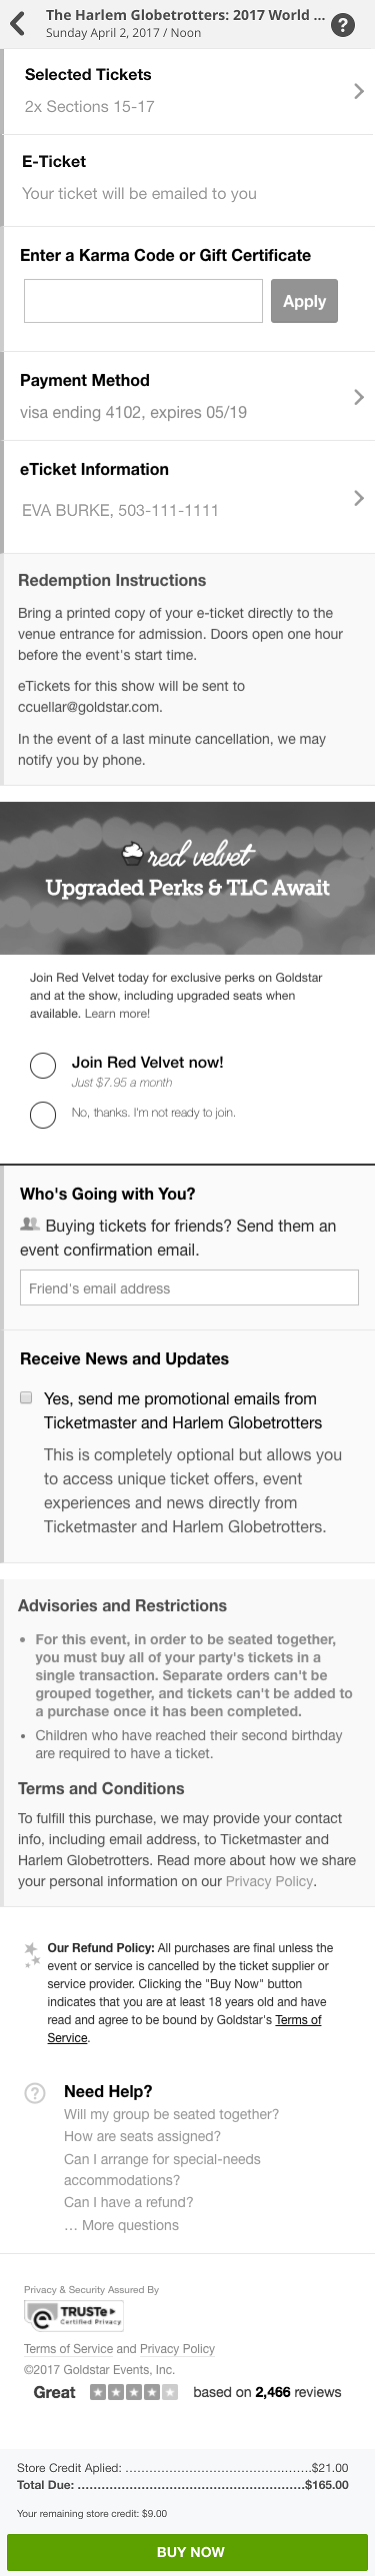 The Harlem Globetrotters: 2017 World ...
Sunday April 2, 2017 / Noon
?
Selected Tickets
2x Sections 15-17
E-Ticket
Your ticket will be emailed to you
Enter a Karma Code or Gift Certificate
Apply
Payment Method
visa ending 4102, expires 05/19
eTicket Information
EVA BURKE, 503-111-1111
Redemption Instructions
Bring a printed copy of your e-ticket directly to the
venue entrance for admission. Doors open one hour
before the event's start time.
eTickets for this show will be sent to
ccuellar@goldstar.com.
In the event of a last minute cancellation, we may
notify you by phone.
red velvet
Upgraded Perks & TLC Await
Join Red Velvet today for exclusive perks on Goldstar
and at the show, including upgraded seats when
available. Learn more!
Join Red Velvet now!
Just $7.95 a month
No, thanks. I'm not ready to join.
Who's Going with You?
Buying tickets for friends? Send them an
event confirmation email.
Friend's email address
Receive News and Updates
Yes, send me promotional emails from
Ticketmaster and Harlem Globetrotters
This is completely optional but allows you
to access unique ticket offers, event
experiences and news directly from
Ticketmaster and Harlem Globetrotters.
Advisories and Restrictions
• For this event, in order to be seated together,
you must buy all of your party's tickets in a
single transaction. Separate orders can't be
grouped together, and tickets can't be added to
a purchase once it has been completed.
• Children who have reached their second birthday
are required to have a ticket.
Terms and Conditions
To fulfill this purchase, we may provide your contact
info, including email address, to Ticketmaster and
Harlem Globetrotters. Read more about how we share
your personal information on our Privacy Policy.
Our Refund Policy: All purchases are final unless the
event or service is cancelled by the ticket supplier or
service provider. Clicking the "Buy Now" button
indicates that you are at least 18 years old and have
read and agree to be bound by Goldstar's Terms of
Service.
? Need Help?
Will my group be seated together?
How are seats assigned?
Can I arrange for special-needs
accommodations?
Can I have a refund?
... More questions
Privacy & Security Assured By
TRUSTe
Certified Privacy
Terms of Service and Privacy Policy
©2017 Goldstar Events, Inc.
Great based on 2,466 reviews
Store Credit Aplied: ...............................................$21.00
Total Due: .........................................................$165.00
Your remaining store credit: $9.00
BUY NOW